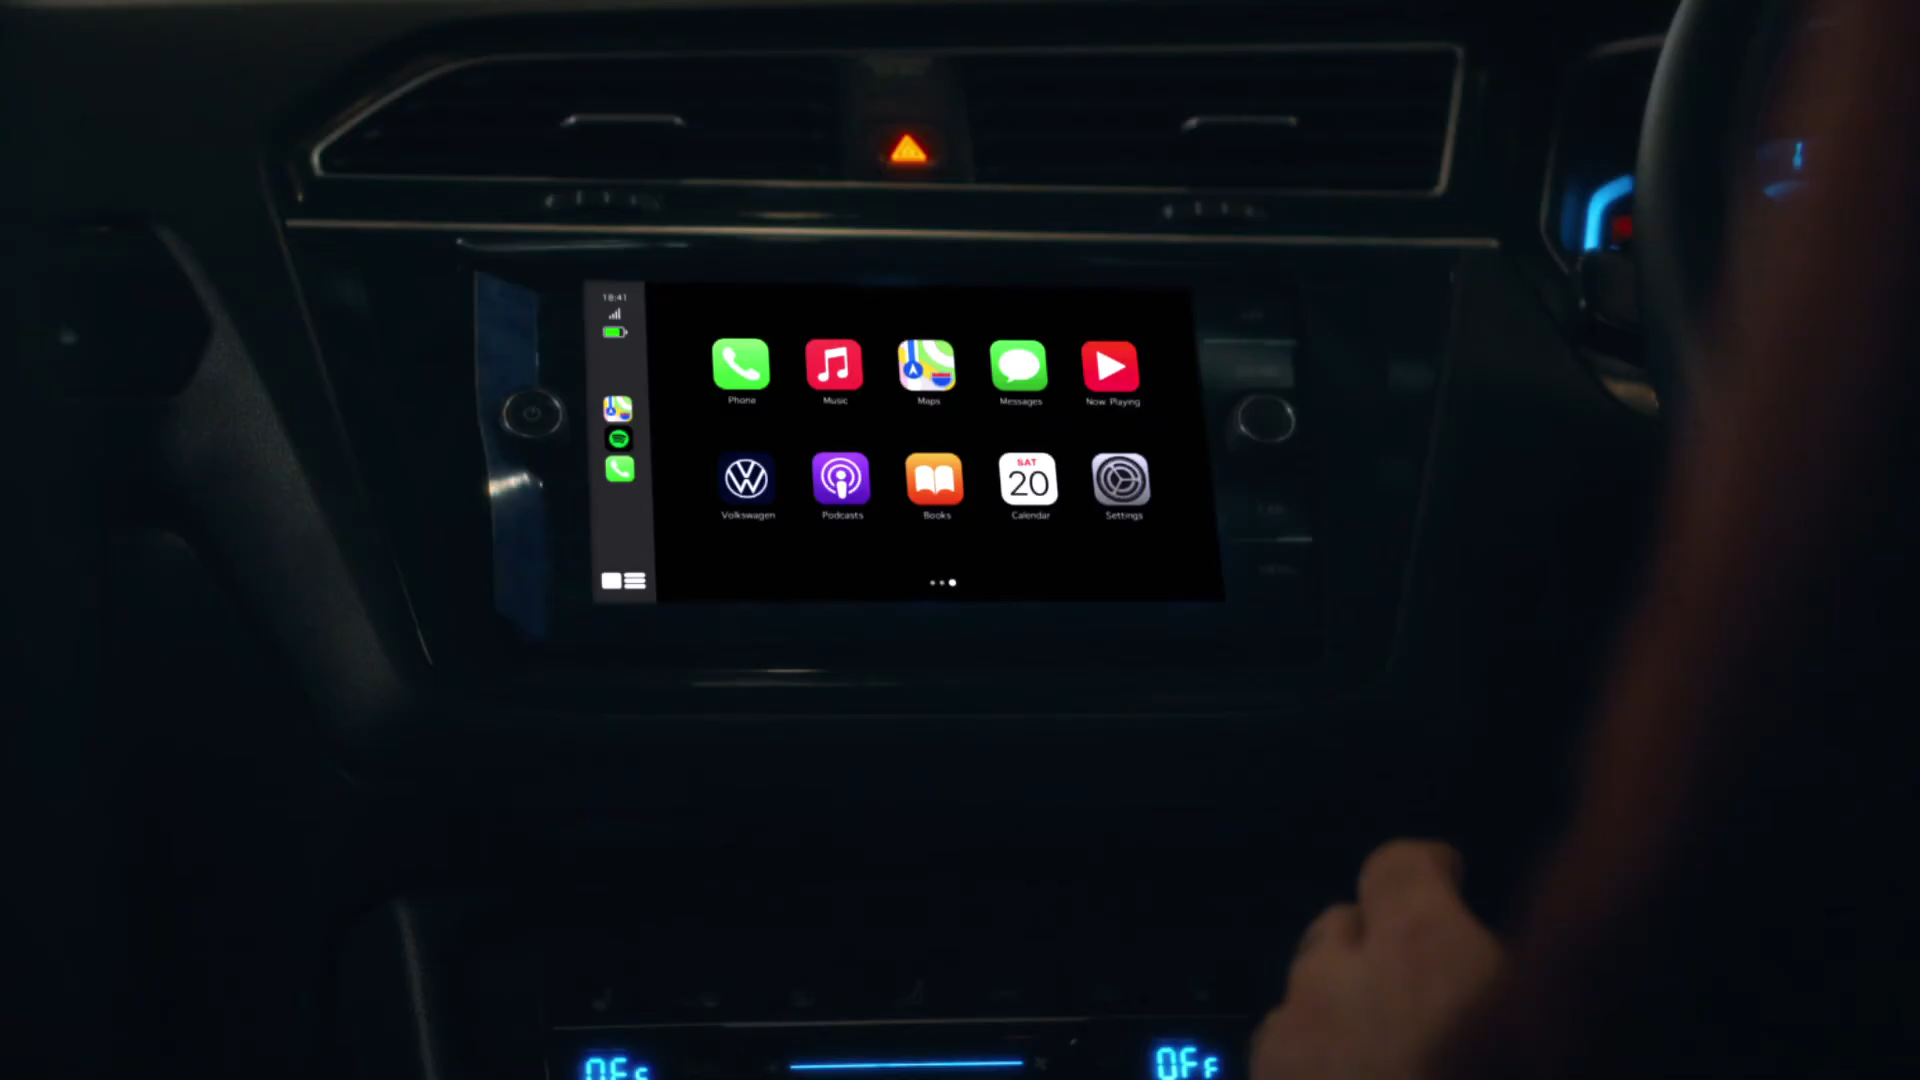 18:41
Phone
Music
Maps
Messages
Now Playing
SAT
20
Volkswagen
Podcasts
Books
Calendar
Settings
OFF
OFF